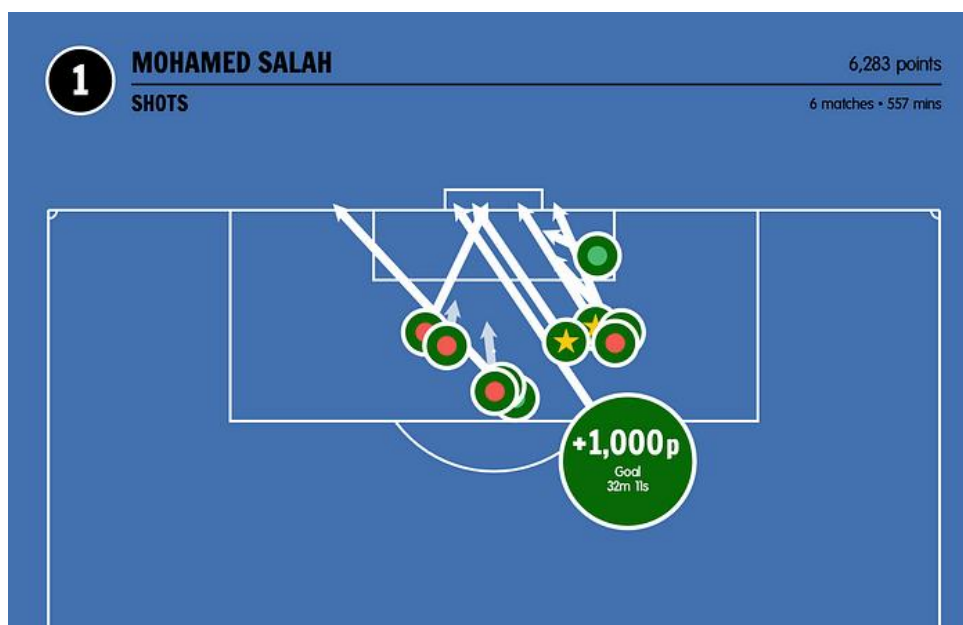 1
MOHAMED SALAH
6,283 points
SHOTS
6 matches • 557 mins
+1,000p
Goal
32m 11s